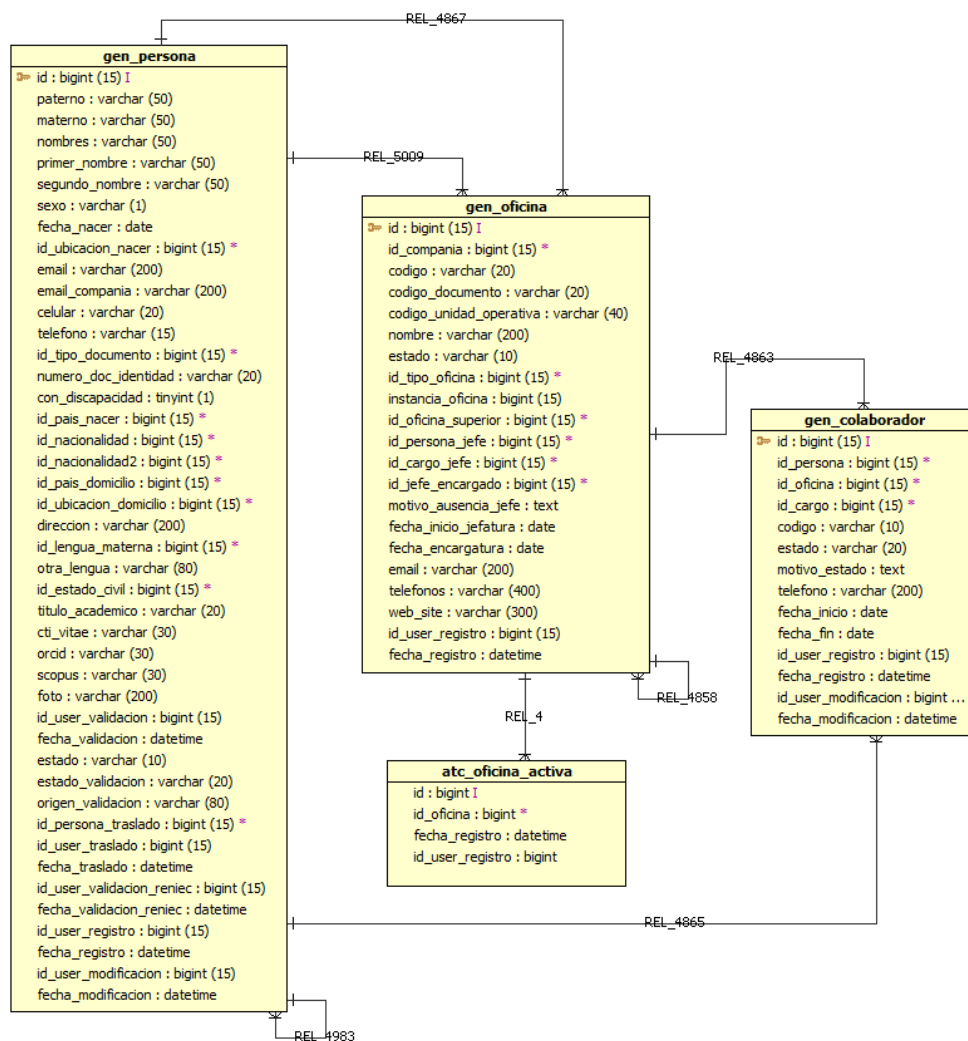 REL_4867
gen_persona
id : bigint (15) I
paterno : varchar (50)
materno : varchar (50)
nombres : varchar (50)
primer_nombre : varchar (50)
segundo_nombre : varchar (50)
sexo : varchar (1)
fecha_nacer : date
id_ubicacion_nacer : bigint (15) *
email : varchar (200)
email_compania : varchar (200)
celular : varchar (20)
telefono : varchar (15)
id_tipo_documento : bigint (15) *
numero_doc_identidad : varchar (20)
con_discapacidad : tinyint (1)
id_pais_nacer : bigint (15) *
id_nacionalidad : bigint (15) *
id_nacionalidad2 : bigint (15) *
id_pais_domicilio : bigint (15) *
id_ubicacion_domicilio : bigint (15) *
direccion : varchar (200)
id_lengua_materna : bigint (15) *
otra_lengua : varchar (80)
id_estado_civil : bigint (15) *
titulo_academico : varchar (20)
cti_vitae : varchar (30)
orcid : varchar (30)
scopus : varchar (30)
foto : varchar (200)
id_user_validacion : bigint (15)
fecha_validacion : datetime
estado : varchar (10)
estado_validacion : varchar (20)
origen_validacion : varchar (80)
id_persona_traslado : bigint (15) *
id_user_traslado : bigint (15)
fecha_traslado : datetime
id_user_validacion_reniec : bigint (15)
fecha_validacion_reniec : datetime
id_user_registro : bigint (15)
fecha_registro : datetime
id_user_modificacion : bigint (15)
fecha_modificacion : datetime
REL_4983
REL_5009
gen_oficina
id : bigint (15) I
id_compania : bigint (15) *
codigo : varchar (20)
codigo_documento : varchar (20)
codigo_unidad_operativa : varchar (40)
nombre : varchar (200)
estado : varchar (10)
id_tipo_oficina : bigint (15) *
instancia_oficina : bigint (15)
id_oficina_superior : bigint (15) *
id_persona_jefe : bigint (15) *
id_cargo_jefe : bigint (15) *
id_jefe_encargado : bigint (15) *
motivo_ausencia_jefe : text
fecha_inicio_jefatura : date
fecha_encargatura : date
email : varchar (200)
telefonos : varchar (400)
web_site : varchar (300)
id_user_registro : bigint (15)
fecha_registro : datetime
REL_4858
REL_4
atc_oficina_activa
id : bigint I
id_oficina : bigint *
fecha_registro : datetime
id_user_registro : bigint
REL_4863
gen_colaborador
id : bigint (15) I
id_persona : bigint (15) *
id_oficina : bigint (15) *
id_cargo : bigint (15) *
codigo : varchar (10)
estado : varchar (20)
motivo_estado : text
telefono : varchar (200)
fecha_inicio : date
fecha_fin : date
id_user_registro : bigint (15)
fecha_registro : datetime
id_user_modificacion : bigint ...
fecha_modificacion : datetime
REL_4865